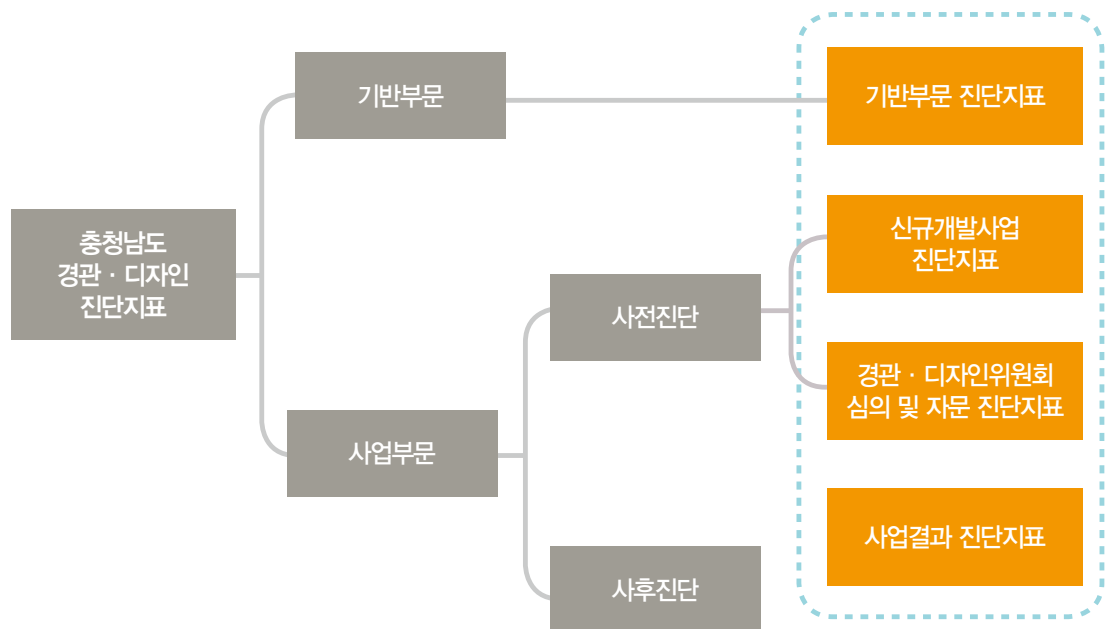 충청남도
경관 · 디자인
진단지표
기반부문
사업부문
사전진단
사후진단
기반부문 진단지표
신규개발사업
진단지표
경관 · 디자인위원회
심의 및 자문 진단지표
사업결과 진단지표